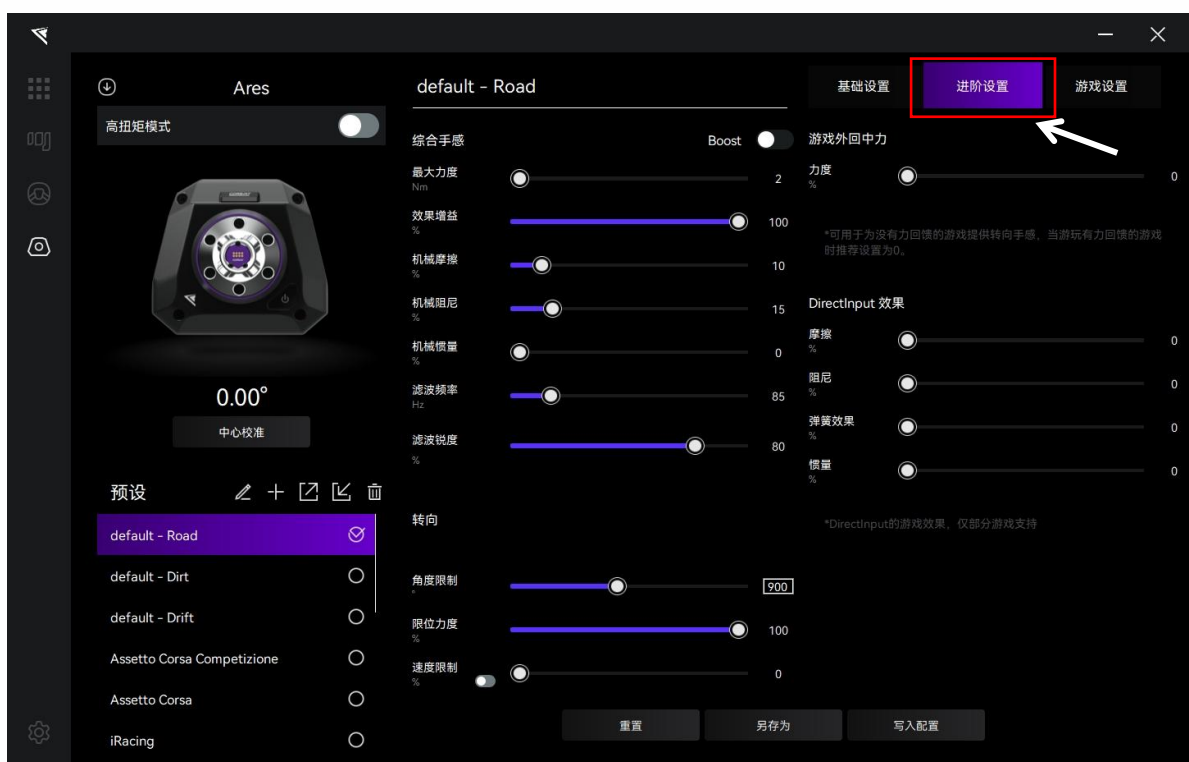 Ares
高扭矩模式
0.00°
中心校准
预设
default - Road
default - Dirt
default - Drift
Assetto Corsa Competizione
Assetto Corsa
iRacing
default - Road
综合手感
Boost
最大力度
Nm
2
效果增益
%
100
机械摩擦
%
10
机械阻尼
%
15
机械惯量
%
0
滤波频率
Hz
85
滤波锐度
%
80
转向
角度限制
°
900
限位力度
%
100
速度限制
%
0
重置
另存为
写入配置
基础设置
进阶设置
游戏设置
游戏外回中力
力度
%
0
*可用于为没有力回馈的游戏提供转向手感，当游玩有力回馈的游戏
时推荐设置为0。
DirectInput 效果
摩擦
%
0
阻尼
%
0
弹簧效果
%
0
惯量
%
0
*DirectInput的游戏效果，仅部分游戏支持